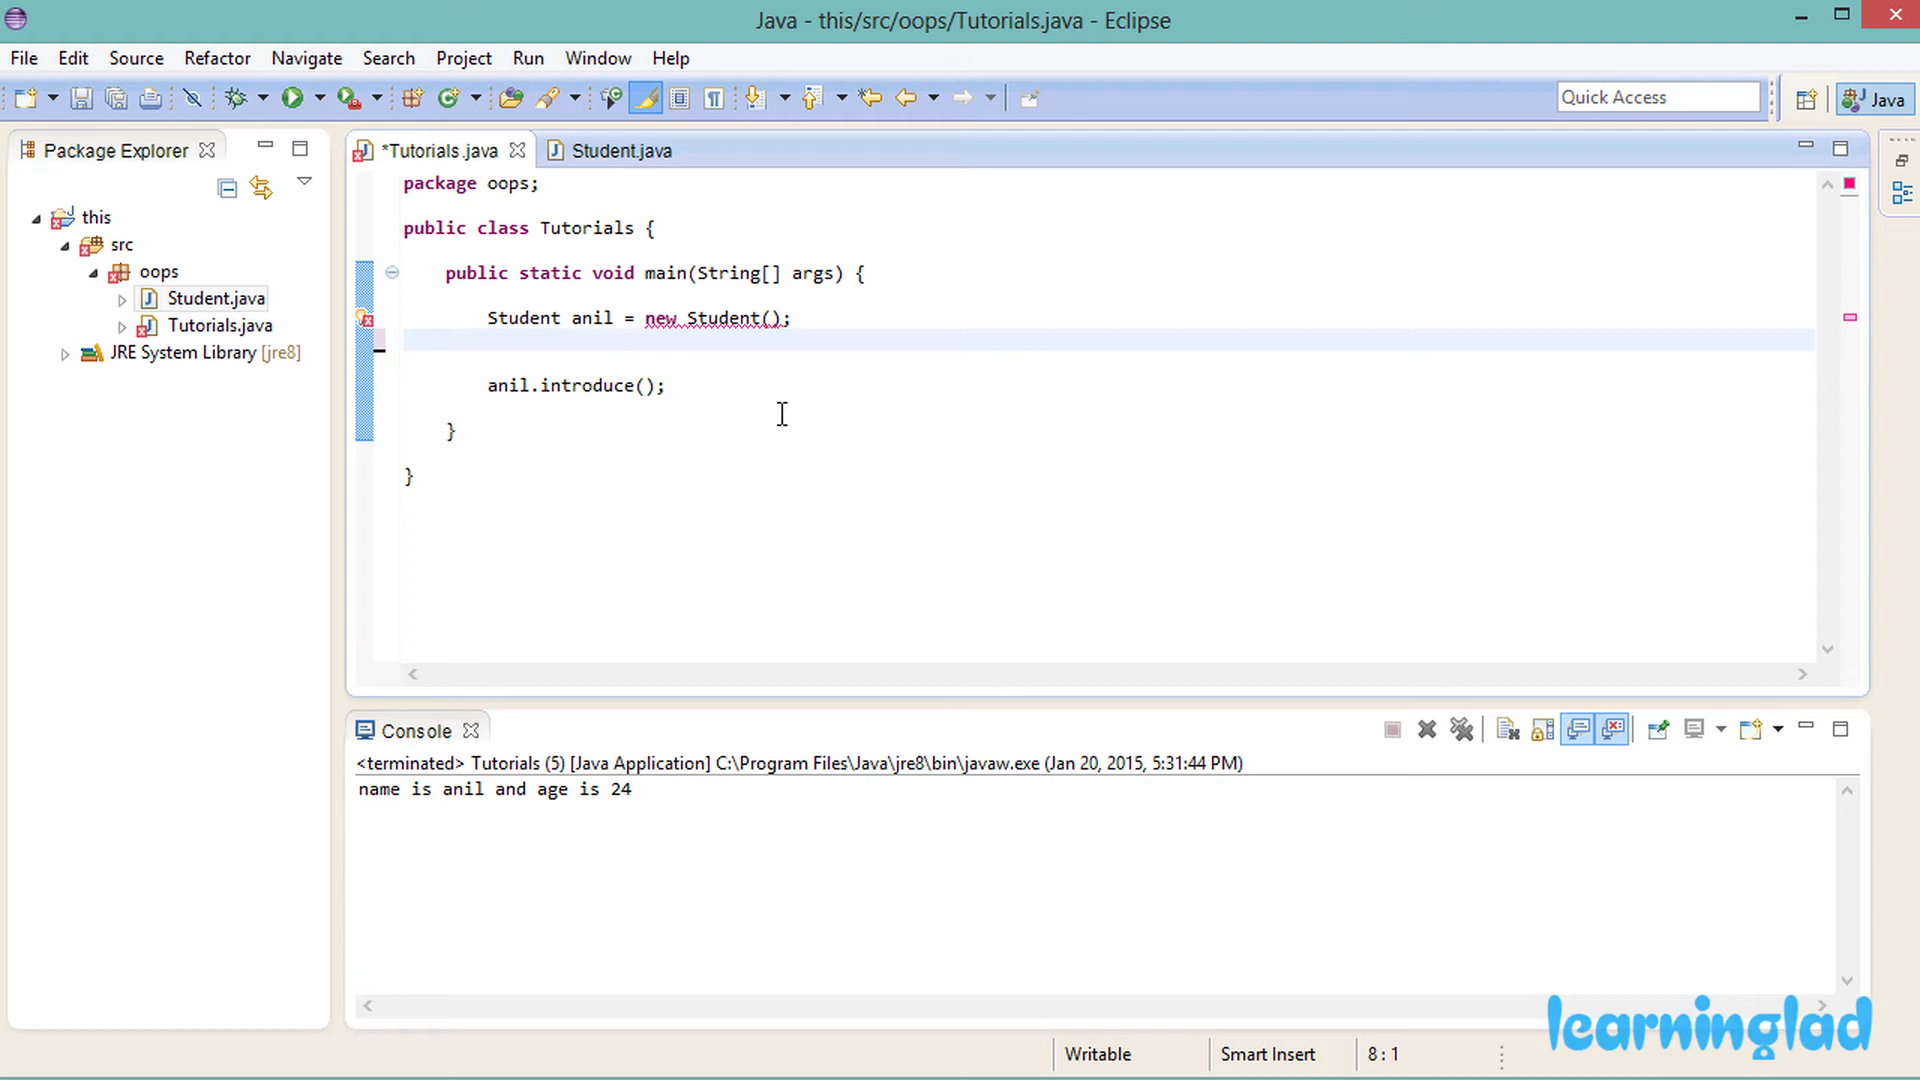 Java - this/src/oops/Tutorials.java - Eclipse
File Edit Source Refactor Navigate Search Project Run Window Help
Quick Access
Java
Package Explorer
this
src
oops
Student.java
Tutorials.java
JRE System Library [jre8]
*Tutorials.java
Student.java
package oops;
public class Tutorials {
public static void main(String[] args) {
Student anil = new Student();
anil.introduce();
}
}
Console
<terminated> Tutorials (5) [Java Application] C:\Program Files\Java\jre8\bin\javaw.exe (Jan 20, 2015, 5:31:44 PM)
name is anil and age is 24
learninglad
Writable
Smart Insert
8 : 1